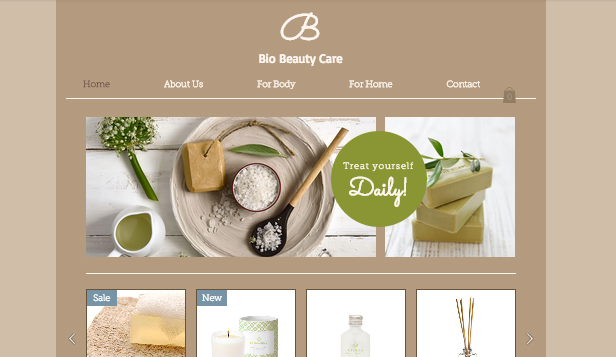 B
Bio Beauty Care
Home About Us For Body For Home Contact
0
Treat yourself
Daily!
Sale New